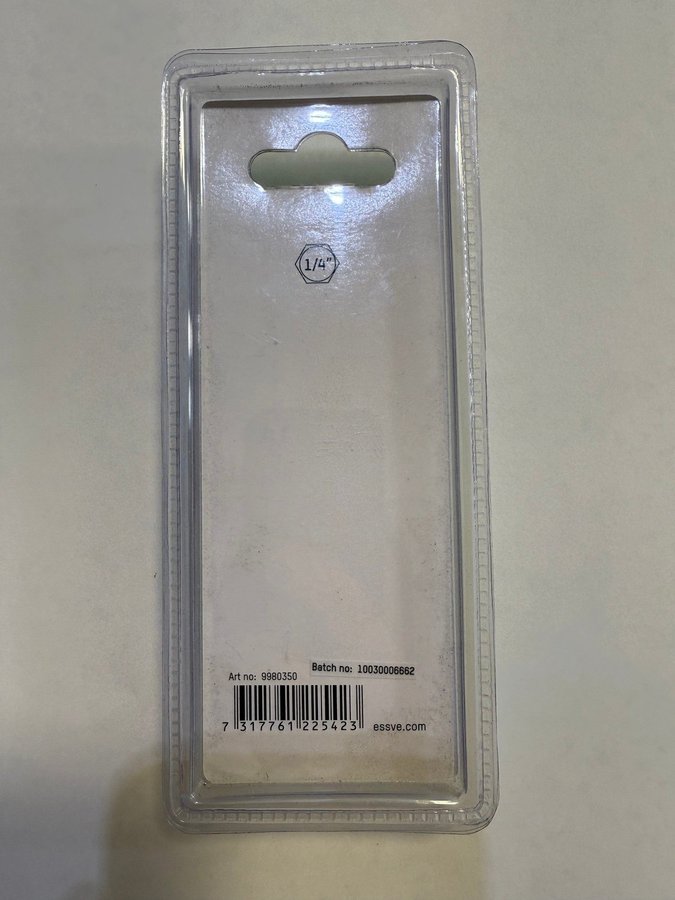 1/4"
Batch no: 10030006662
Art no: 9980350
7 317761 225423
essve.com